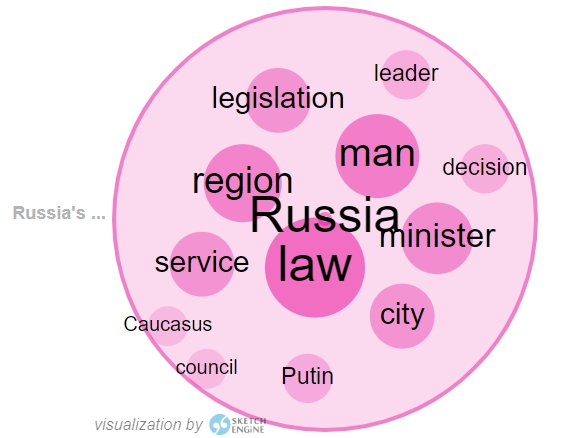 leader
legislation
man
decision
region
Russia's ...
Russia
minister
law
service
city
Caucasus
council
Putin
visualization by SKETCH
ENGINE